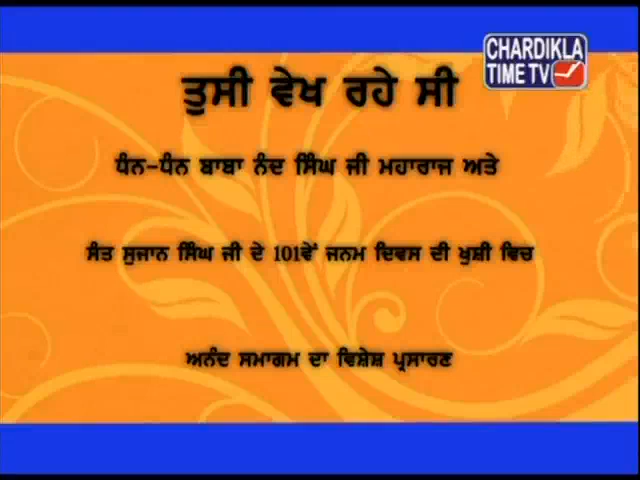 CHARDIKLA
TIME TV
ਤੁਸੀ ਵੇਖ ਰਹੇ ਸੀ
ਧੰਨ-ਧੰਨ ਬਾਬਾ ਨੰਦ ਸਿੰਘ ਜੀ ਮਹਾਰਾਜ ਅਤੇ
ਸੰਤ ਸੁਜਾਨ ਸਿੰਘ ਜੀ ਦੇ 101ਵੇਂ ਜਨਮ ਦਿਵਸ ਦੀ ਖੁਸ਼ੀ ਵਿਚ
ਅਨੰਦ ਸਮਾਗਮ ਦਾ ਵਿਸ਼ੇਸ਼ ਪ੍ਰਸਾਰਣ